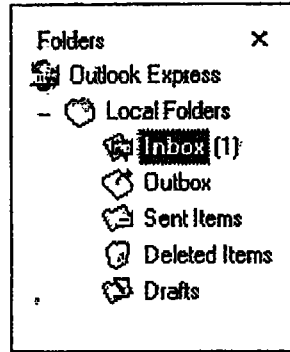 Folders ×
Outlook Express
Local Folders
Inbox (1)
Outbox
Sent Items
Deleted Items
Drafts